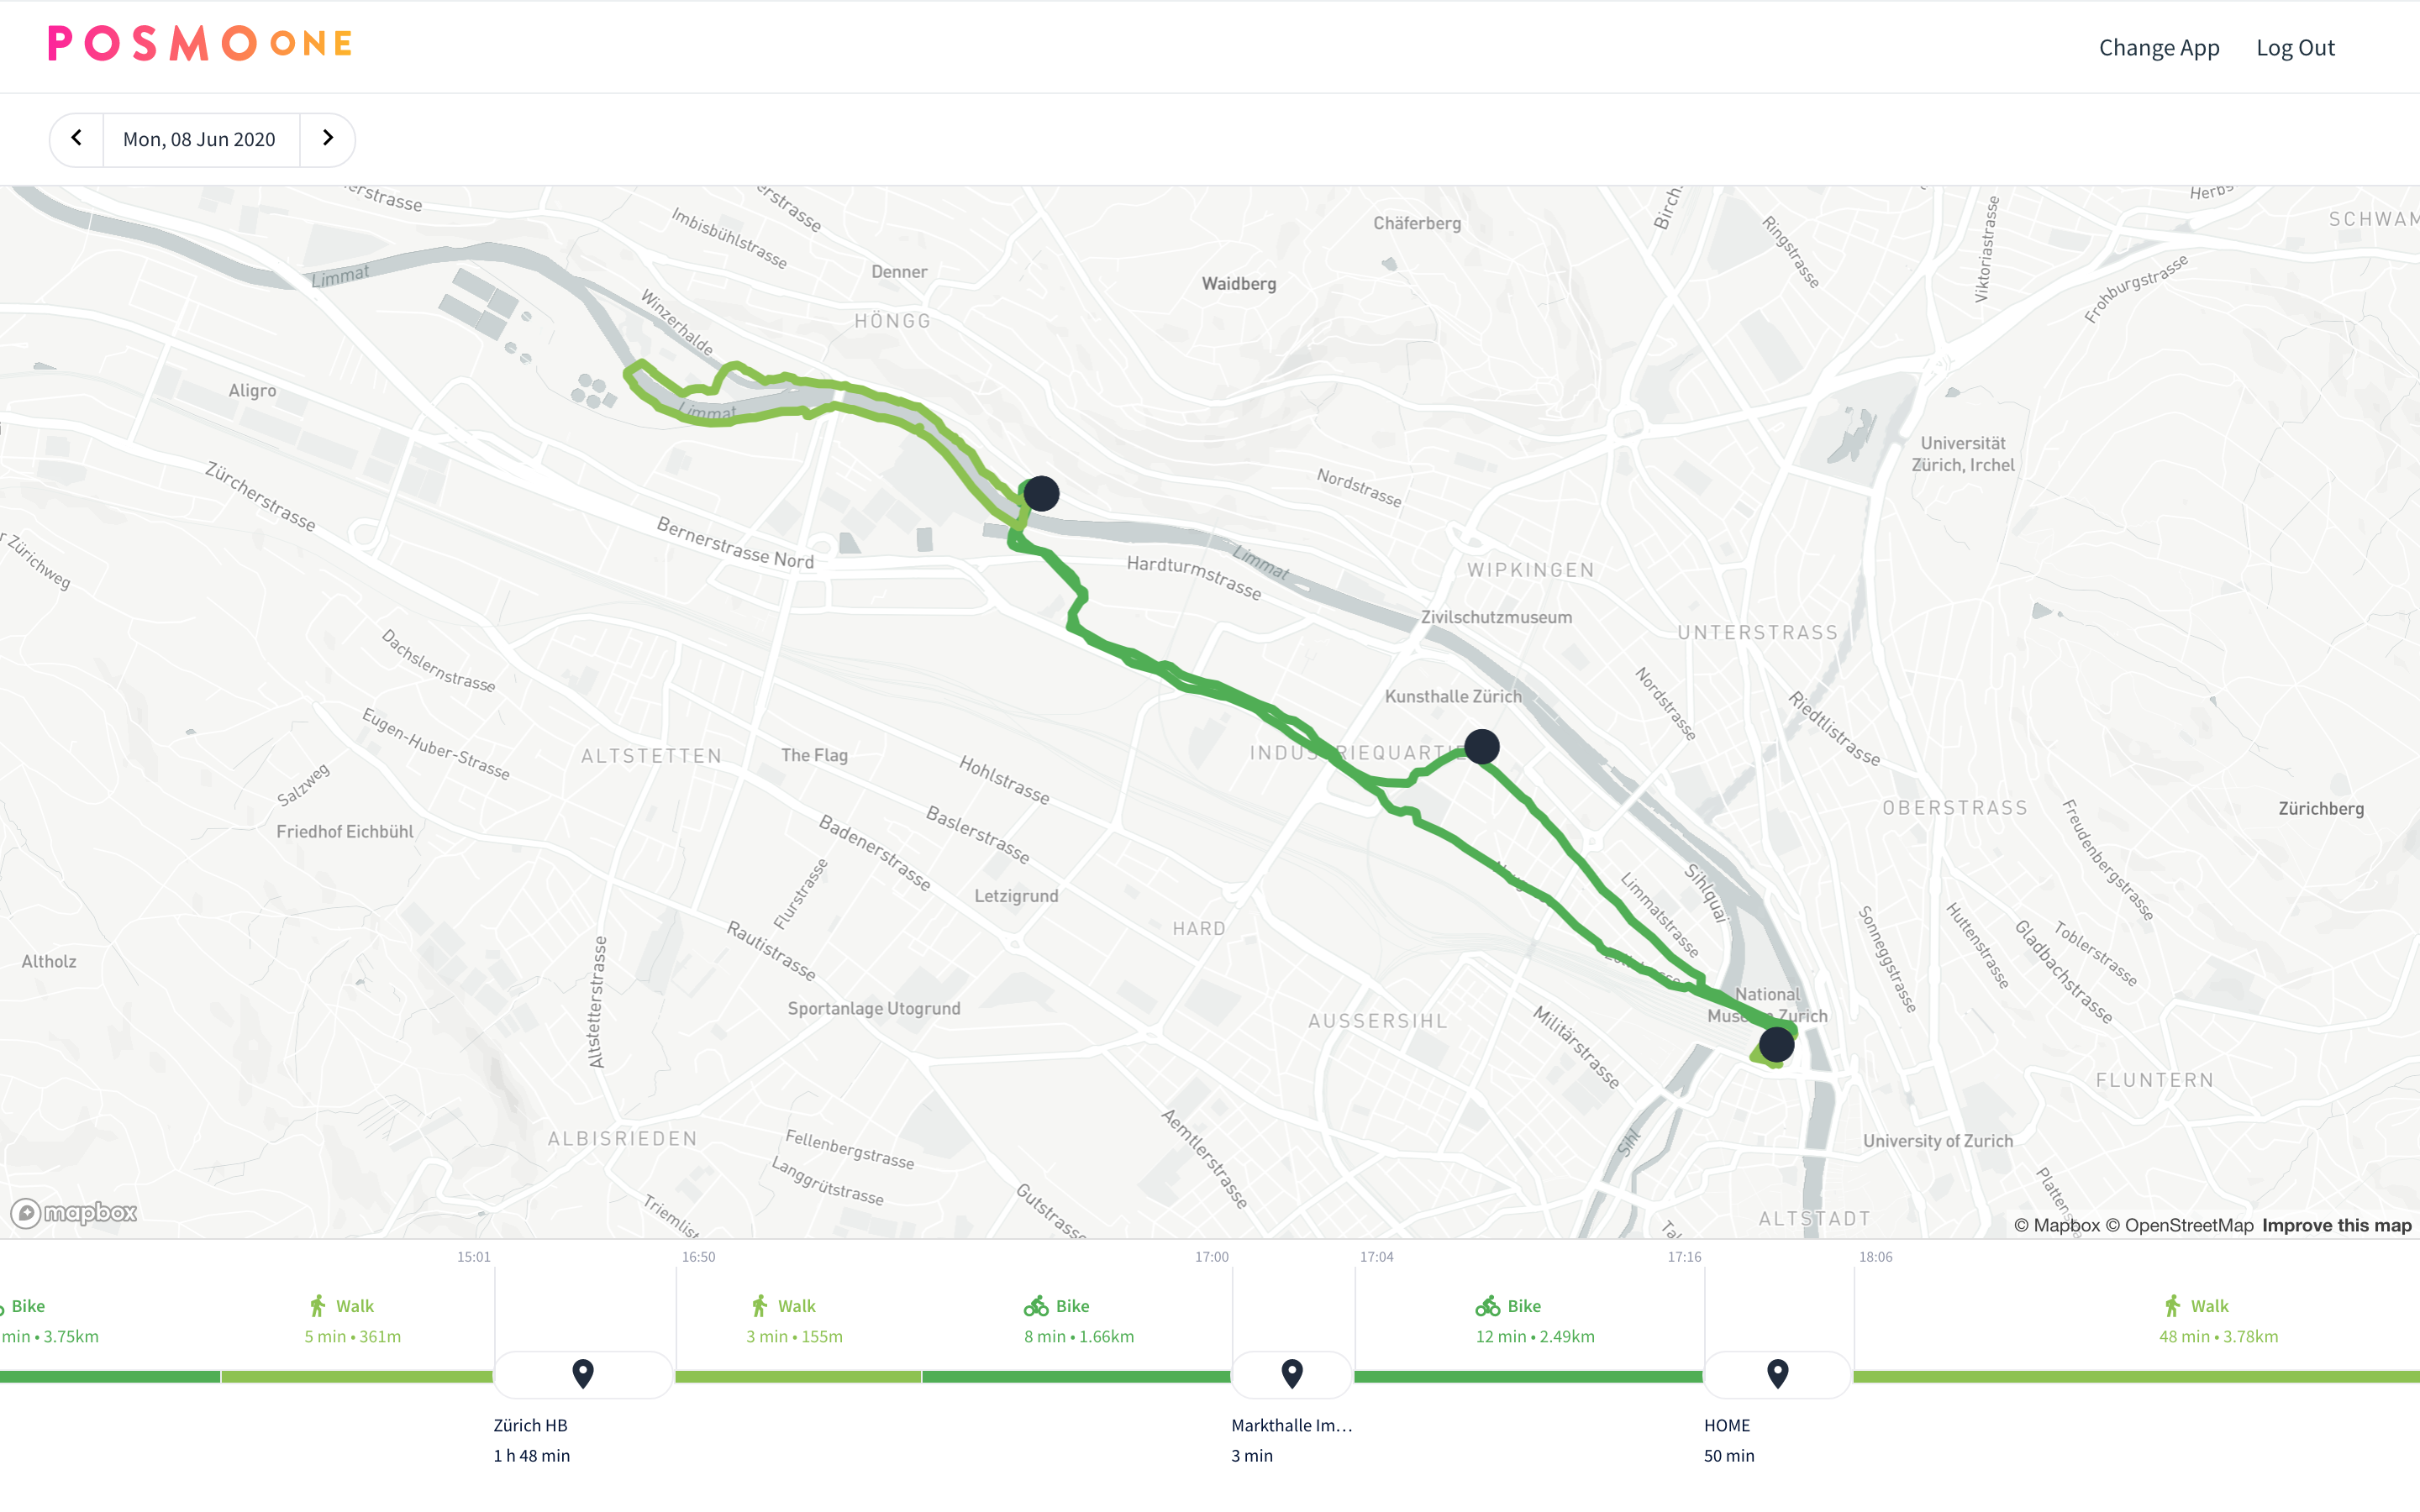 POSMO ONE
Change App
Log Out
Mon, 08 Jun 2020
erstrasse
erstrasse
Imbisbühlstrasse
Chäferberg
Birch.
Ringstrasse
Viktoriastrasse
Herbs
SCHWAM
Frohburgstrasse
Limmat
Denner
Waidberg
Winzerhalde
HÖNGG
Aligro
Limmat
Universität
Zürich, Irchel
Nordstrasse
Zürcherstrasse
Bernerstrasse Nord
r Zürichweg
Hardturmstrasse
Limmat
WIPKINGEN
Zivilschutzmuseum
UNTERSTRASS
Dachslernstrasse
Kunsthalle Zürich
Nordstrasse
Riedtlistrasse
Eugen-Huber-Strasse
ALTSTETTEN
The Flag
Hohlstrasse
INDUSTRIEQUARTIE
Salzweg
OBERSTRASS
Zürichberg
Friedhof Eichbühl
Badenerstrasse
Baslerstrasse
Freudenbergstrasse
Flurstrasse
Letzigrund
Limmatstrasse
Sihlquai
HARD
Rautistrasse
Sonneggstrasse
Huttenstrasse
Gladbachstrasse
Toblerstrasse
Altholz
Altstetterstrasse
Sportanlage Utogrund
National
Museum Zurich
AUSSERSIHL
Militärstrasse
FLUNTERN
ALBISRIEDEN
Fellenbergstrasse
Langgrütstrasse
Aemtlerstrasse
Sihl
University of Zurich
Triemlist
Gutstrasse
ALTSTADT
mapbox
© Mapbox © OpenStreetMap Improve this map
15:01 16:50 17:00 17:04 17:16 18:06
Bike
min • 3.75km
Walk
5 min • 361m
Walk
3 min • 155m
Bike
8 min • 1.66km
Bike
12 min • 2.49km
Walk
48 min • 3.78km
Zürich HB
1 h 48 min
Markthalle Im…
3 min
HOME
50 min